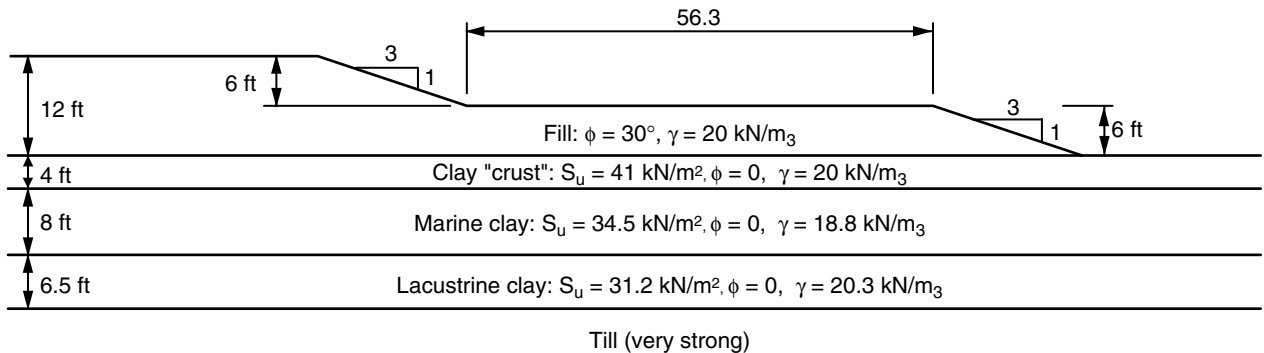 56.3
3
1
6 ft
12 ft
3
1
6 ft
Fill: ϕ = 30°, γ = 20 kN/m₃
4 ft
Clay "crust": Sᵤ = 41 kN/m², ϕ = 0, γ = 20 kN/m₃
8 ft
Marine clay: Sᵤ = 34.5 kN/m², ϕ = 0, γ = 18.8 kN/m₃
6.5 ft
Lacustrine clay: Sᵤ = 31.2 kN/m², ϕ = 0, γ = 20.3 kN/m₃
Till (very strong)